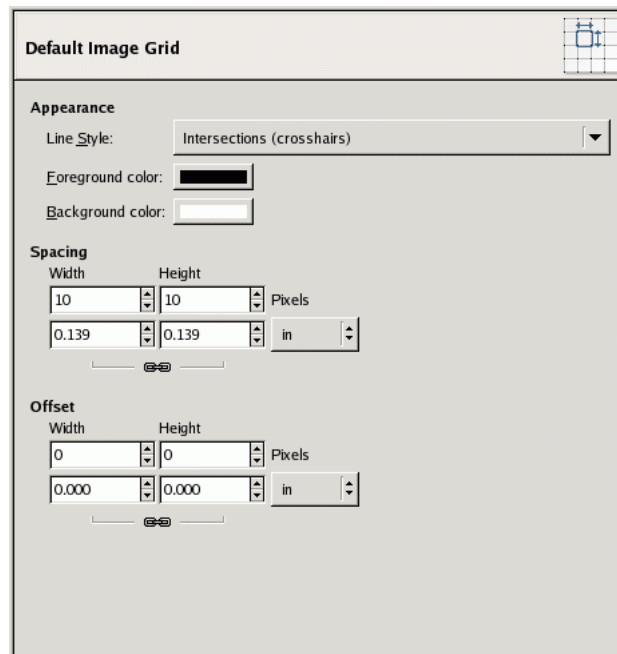 Default Image Grid
Appearance
Line Style: Intersections (crosshairs)
Foreground color:
Background color:
Spacing
Width Height
10 10 Pixels
0.139 0.139 in
Offset
Width Height
0 0 Pixels
0.000 0.000 in